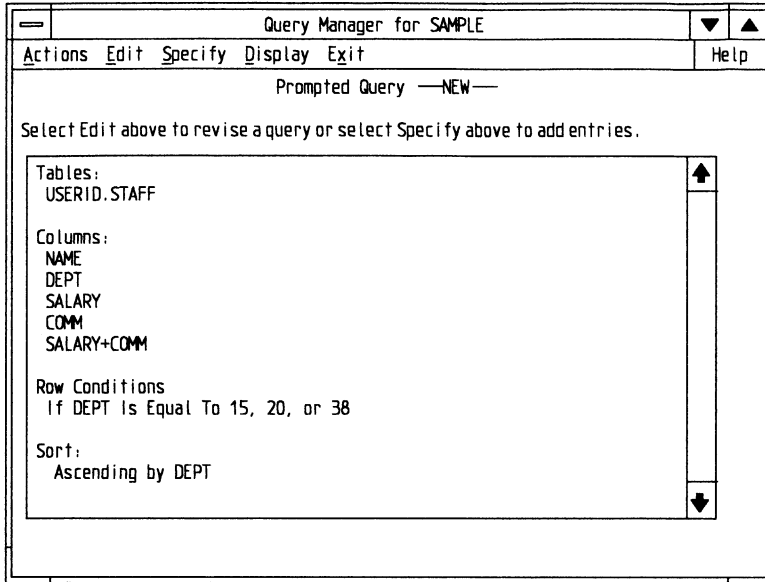 Query Manager for SAMPLE
Actions Edit Specify Display Exit Help
Prompted Query —NEW—
Select Edit above to revise a query or select Specify above to add entries.
Tables:
USERID.STAFF
Columns:
NAME
DEPT
SALARY
COMM
SALARY+COMM
Row Conditions
If DEPT Is Equal To 15, 20, or 38
Sort:
Ascending by DEPT